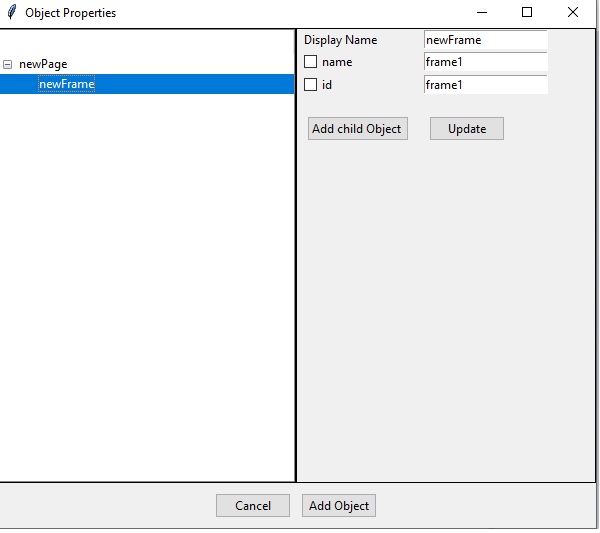 Object Properties
newPage
newFrame
Display Name newFrame
name frame1
id frame1
Add child Object Update
Cancel Add Object